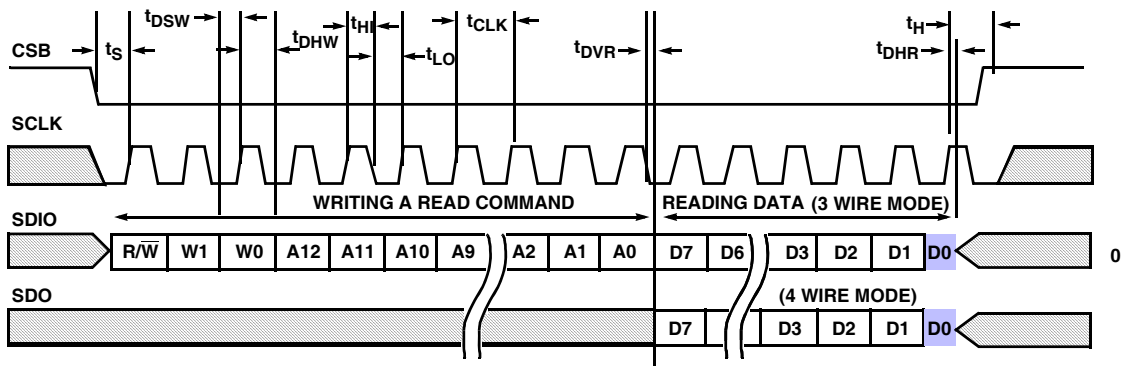 tDSW tHI tCLK tH
CSB tS tDHW tLO tDVR tDHR
SCLK
WRITING A READ COMMAND READING DATA (3 WIRE MODE)
SDIO
R/W̅ W1 W0 A12 A11 A10 A9 A2 A1 A0 D7 D6 D3 D2 D1 D0 0
SDO (4 WIRE MODE)
D7 D3 D2 D1 D0